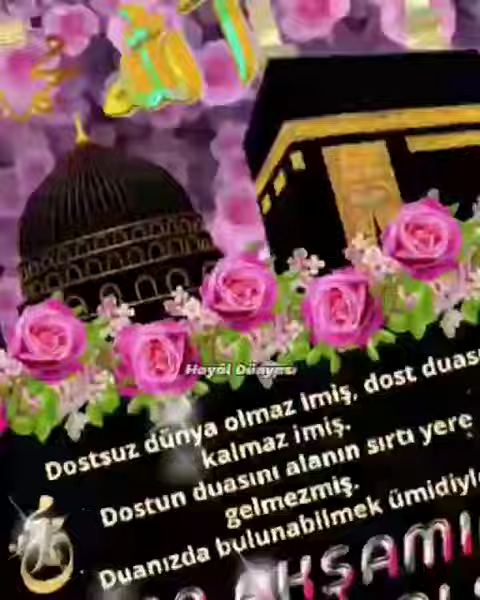 Hayâl Dünyası
Dostsuz dünya olmaz imiş, dost duası
kalmaz imiş.
Dostun duasını alanın sırtı yere
gelmezmiş.
Duanızda bulunabilmek ümidiyle
AKŞAMI